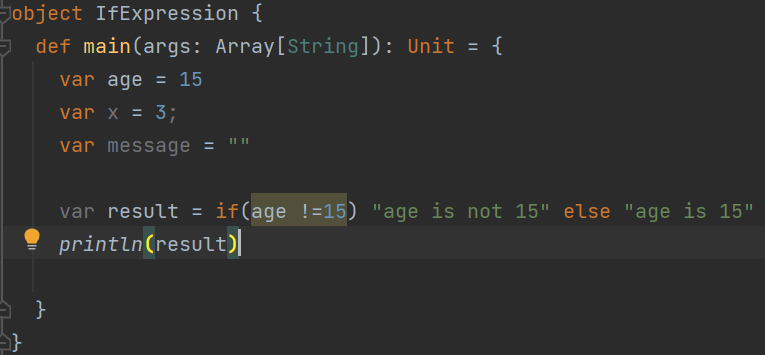 object IfExpression {
def main(args: Array[String]): Unit = {
var age = 15
var x = 3;
var message = ""
var result = if(age !=15) "age is not 15" else "age is 15"
println(result)
}
}